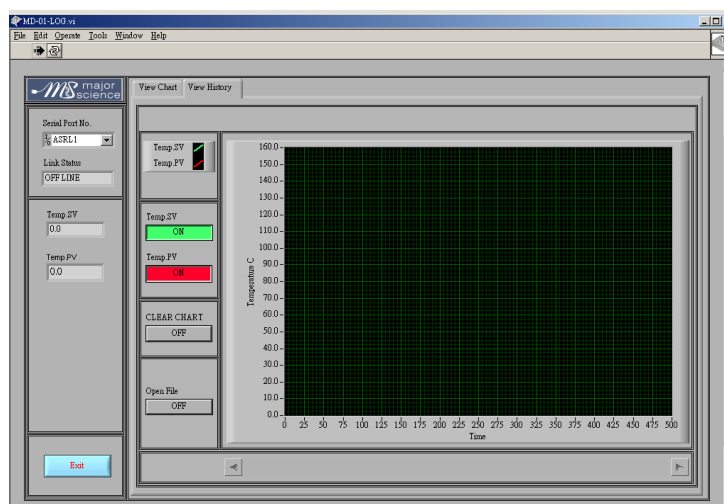 MD-01-LOG.vi
File Edit Operate Tools Window Help
major
science
View Chart View History
Serial Port No.
ASRL1
Link Status
OFF LINE
Temp.SV
0.0
Temp.PV
0.0
Exit
Temp.SV
Temp.PV
Temp.SV
ON
Temp.PV
ON
CLEAR CHART
OFF
Open File
OFF
Temperature C
160.0
150.0
140.0
130.0
120.0
110.0
100.0
90.0
80.0
70.0
60.0
50.0
40.0
30.0
20.0
10.0
0.0
0 25 50 75 100 125 150 175 200 225 250 275 300 325 350 375 400 425 450 475 500
Time